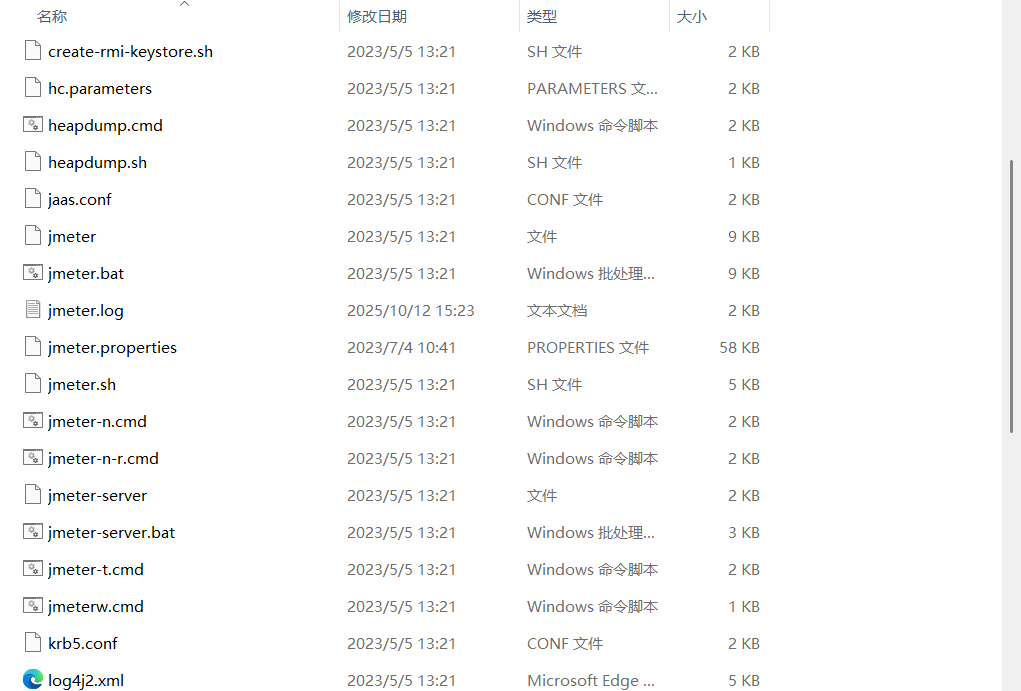 名称 修改日期 类型 大小
create-rmi-keystore.sh 2023/5/5 13:21 SH 文件 2 KB
hc.parameters 2023/5/5 13:21 PARAMETERS 文... 2 KB
heapdump.cmd 2023/5/5 13:21 Windows 命令脚本 2 KB
heapdump.sh 2023/5/5 13:21 SH 文件 1 KB
jaas.conf 2023/5/5 13:21 CONF 文件 2 KB
jmeter 2023/5/5 13:21 文件 9 KB
jmeter.bat 2023/5/5 13:21 Windows 批处理... 9 KB
jmeter.log 2025/10/12 15:23 文本文档 2 KB
jmeter.properties 2023/7/4 10:41 PROPERTIES 文件 58 KB
jmeter.sh 2023/5/5 13:21 SH 文件 5 KB
jmeter-n.cmd 2023/5/5 13:21 Windows 命令脚本 2 KB
jmeter-n-r.cmd 2023/5/5 13:21 Windows 命令脚本 2 KB
jmeter-server 2023/5/5 13:21 文件 2 KB
jmeter-server.bat 2023/5/5 13:21 Windows 批处理... 3 KB
jmeter-t.cmd 2023/5/5 13:21 Windows 命令脚本 2 KB
jmeterw.cmd 2023/5/5 13:21 Windows 命令脚本 1 KB
krb5.conf 2023/5/5 13:21 CONF 文件 2 KB
log4j2.xml 2023/5/5 13:21 Microsoft Edge ... 5 KB